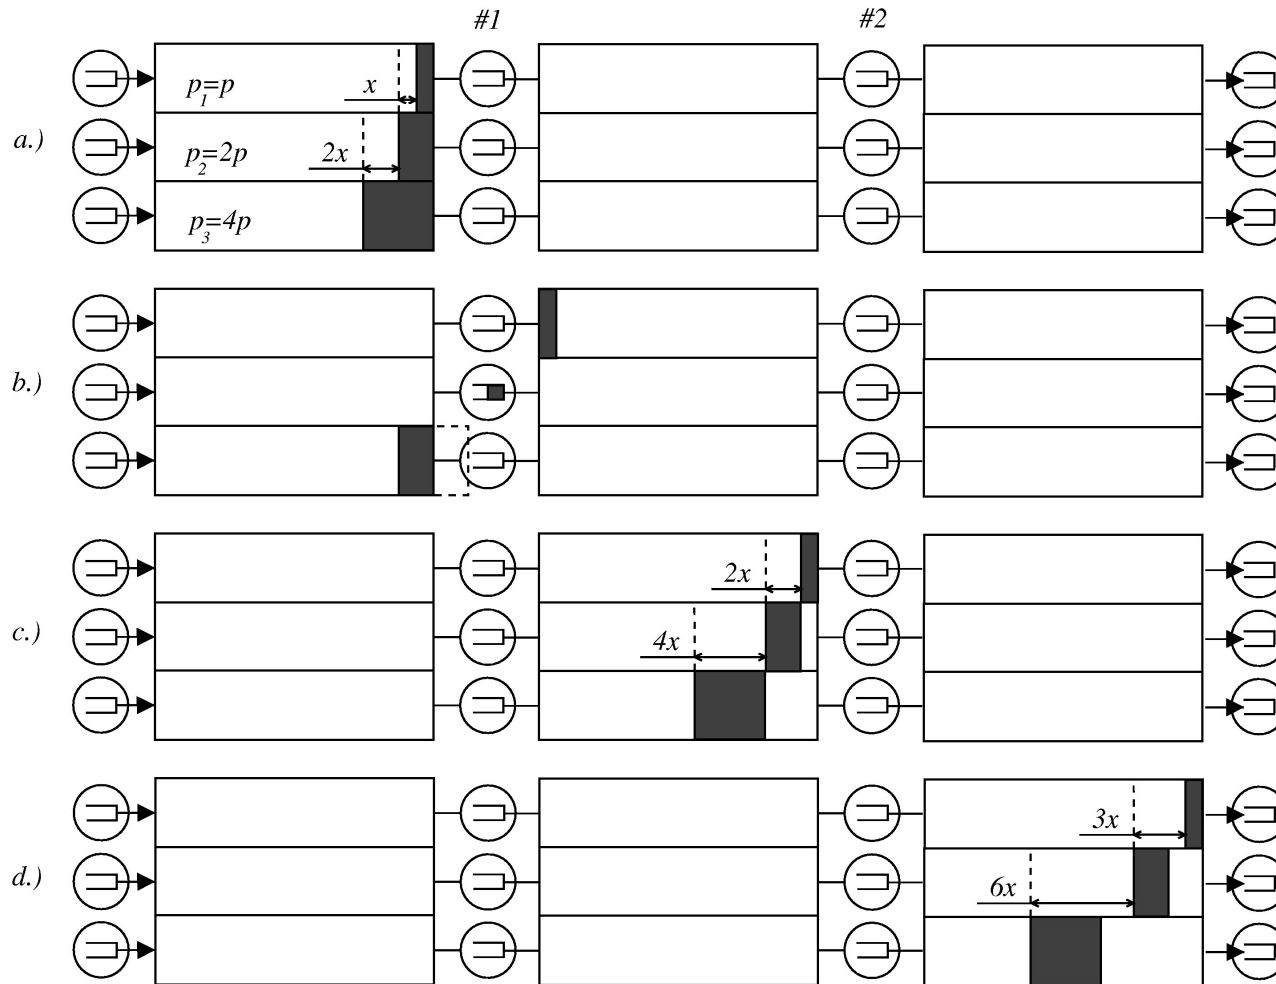 #1 #2
a.)
p₁=p
x
p₂=2p
2x
p₃=4p
b.)
c.)
2x
4x
d.)
3x
6x